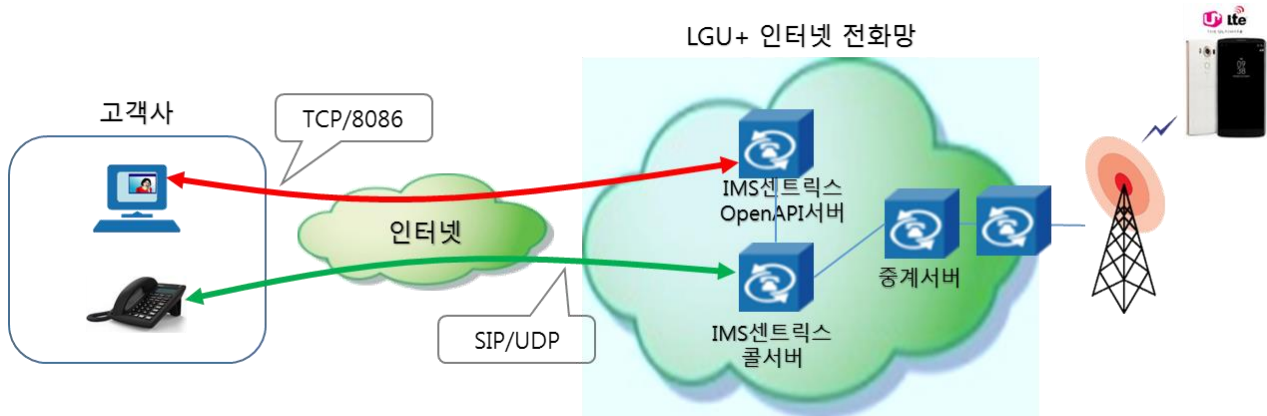 LGU+ 인터넷 전화망
U+ lte
고객사
TCP/8086
인터넷
SIP/UDP
IMS센트릭스
OpenAPI서버
IMS센트릭스
콜서버
중계서버